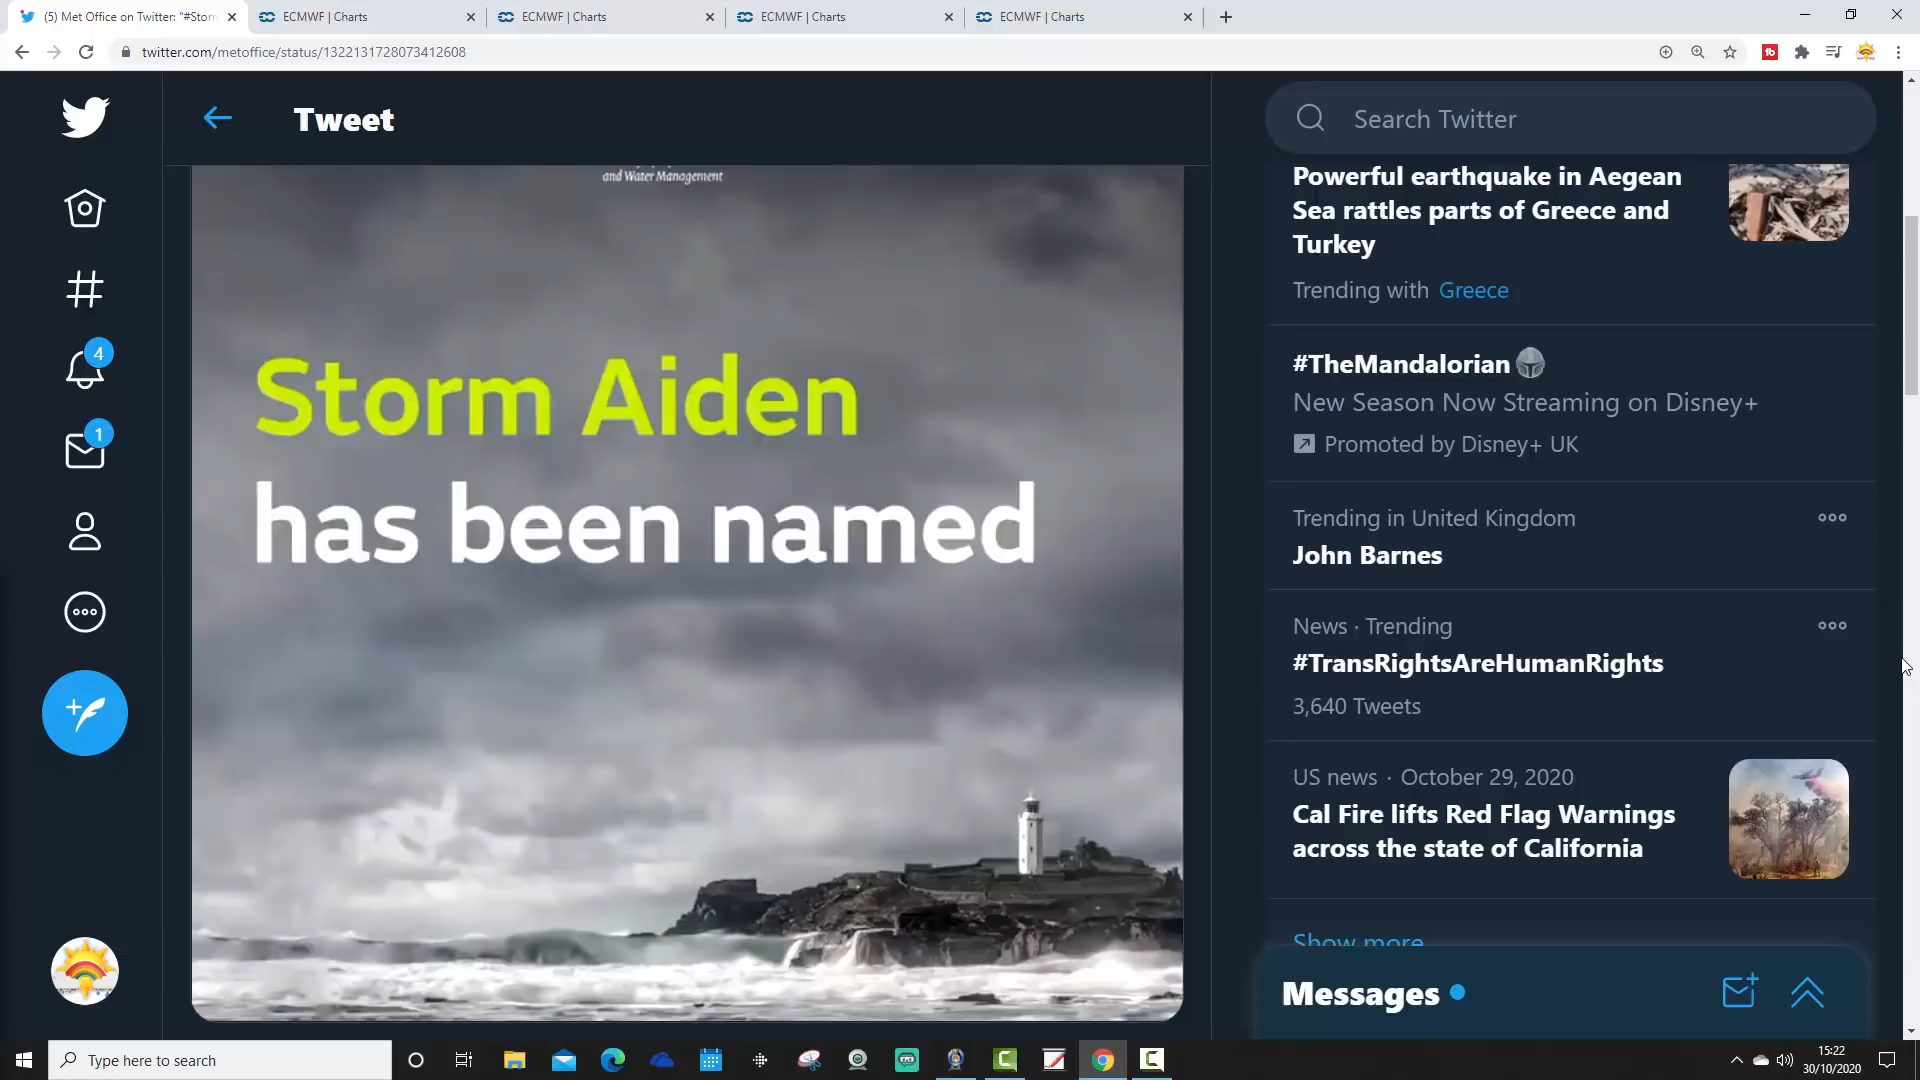 (5) Met Office on Twitter: "#Storm
ECMWF | Charts
ECMWF | Charts
ECMWF | Charts
ECMWF | Charts
twitter.com/metoffice/status/1322131728073412608
Tweet
Search Twitter
and Water Management
Storm Aiden
has been named
4
1
Powerful earthquake in Aegean
Sea rattles parts of Greece and
Turkey
Trending with Greece
#TheMandalorian
New Season Now Streaming on Disney+
Promoted by Disney+ UK
Trending in United Kingdom
John Barnes
News · Trending
#TransRightsAreHumanRights
3,640 Tweets
US news · October 29, 2020
Cal Fire lifts Red Flag Warnings
across the state of California
Show more
Messages
Type here to search
15:22
30/10/2020